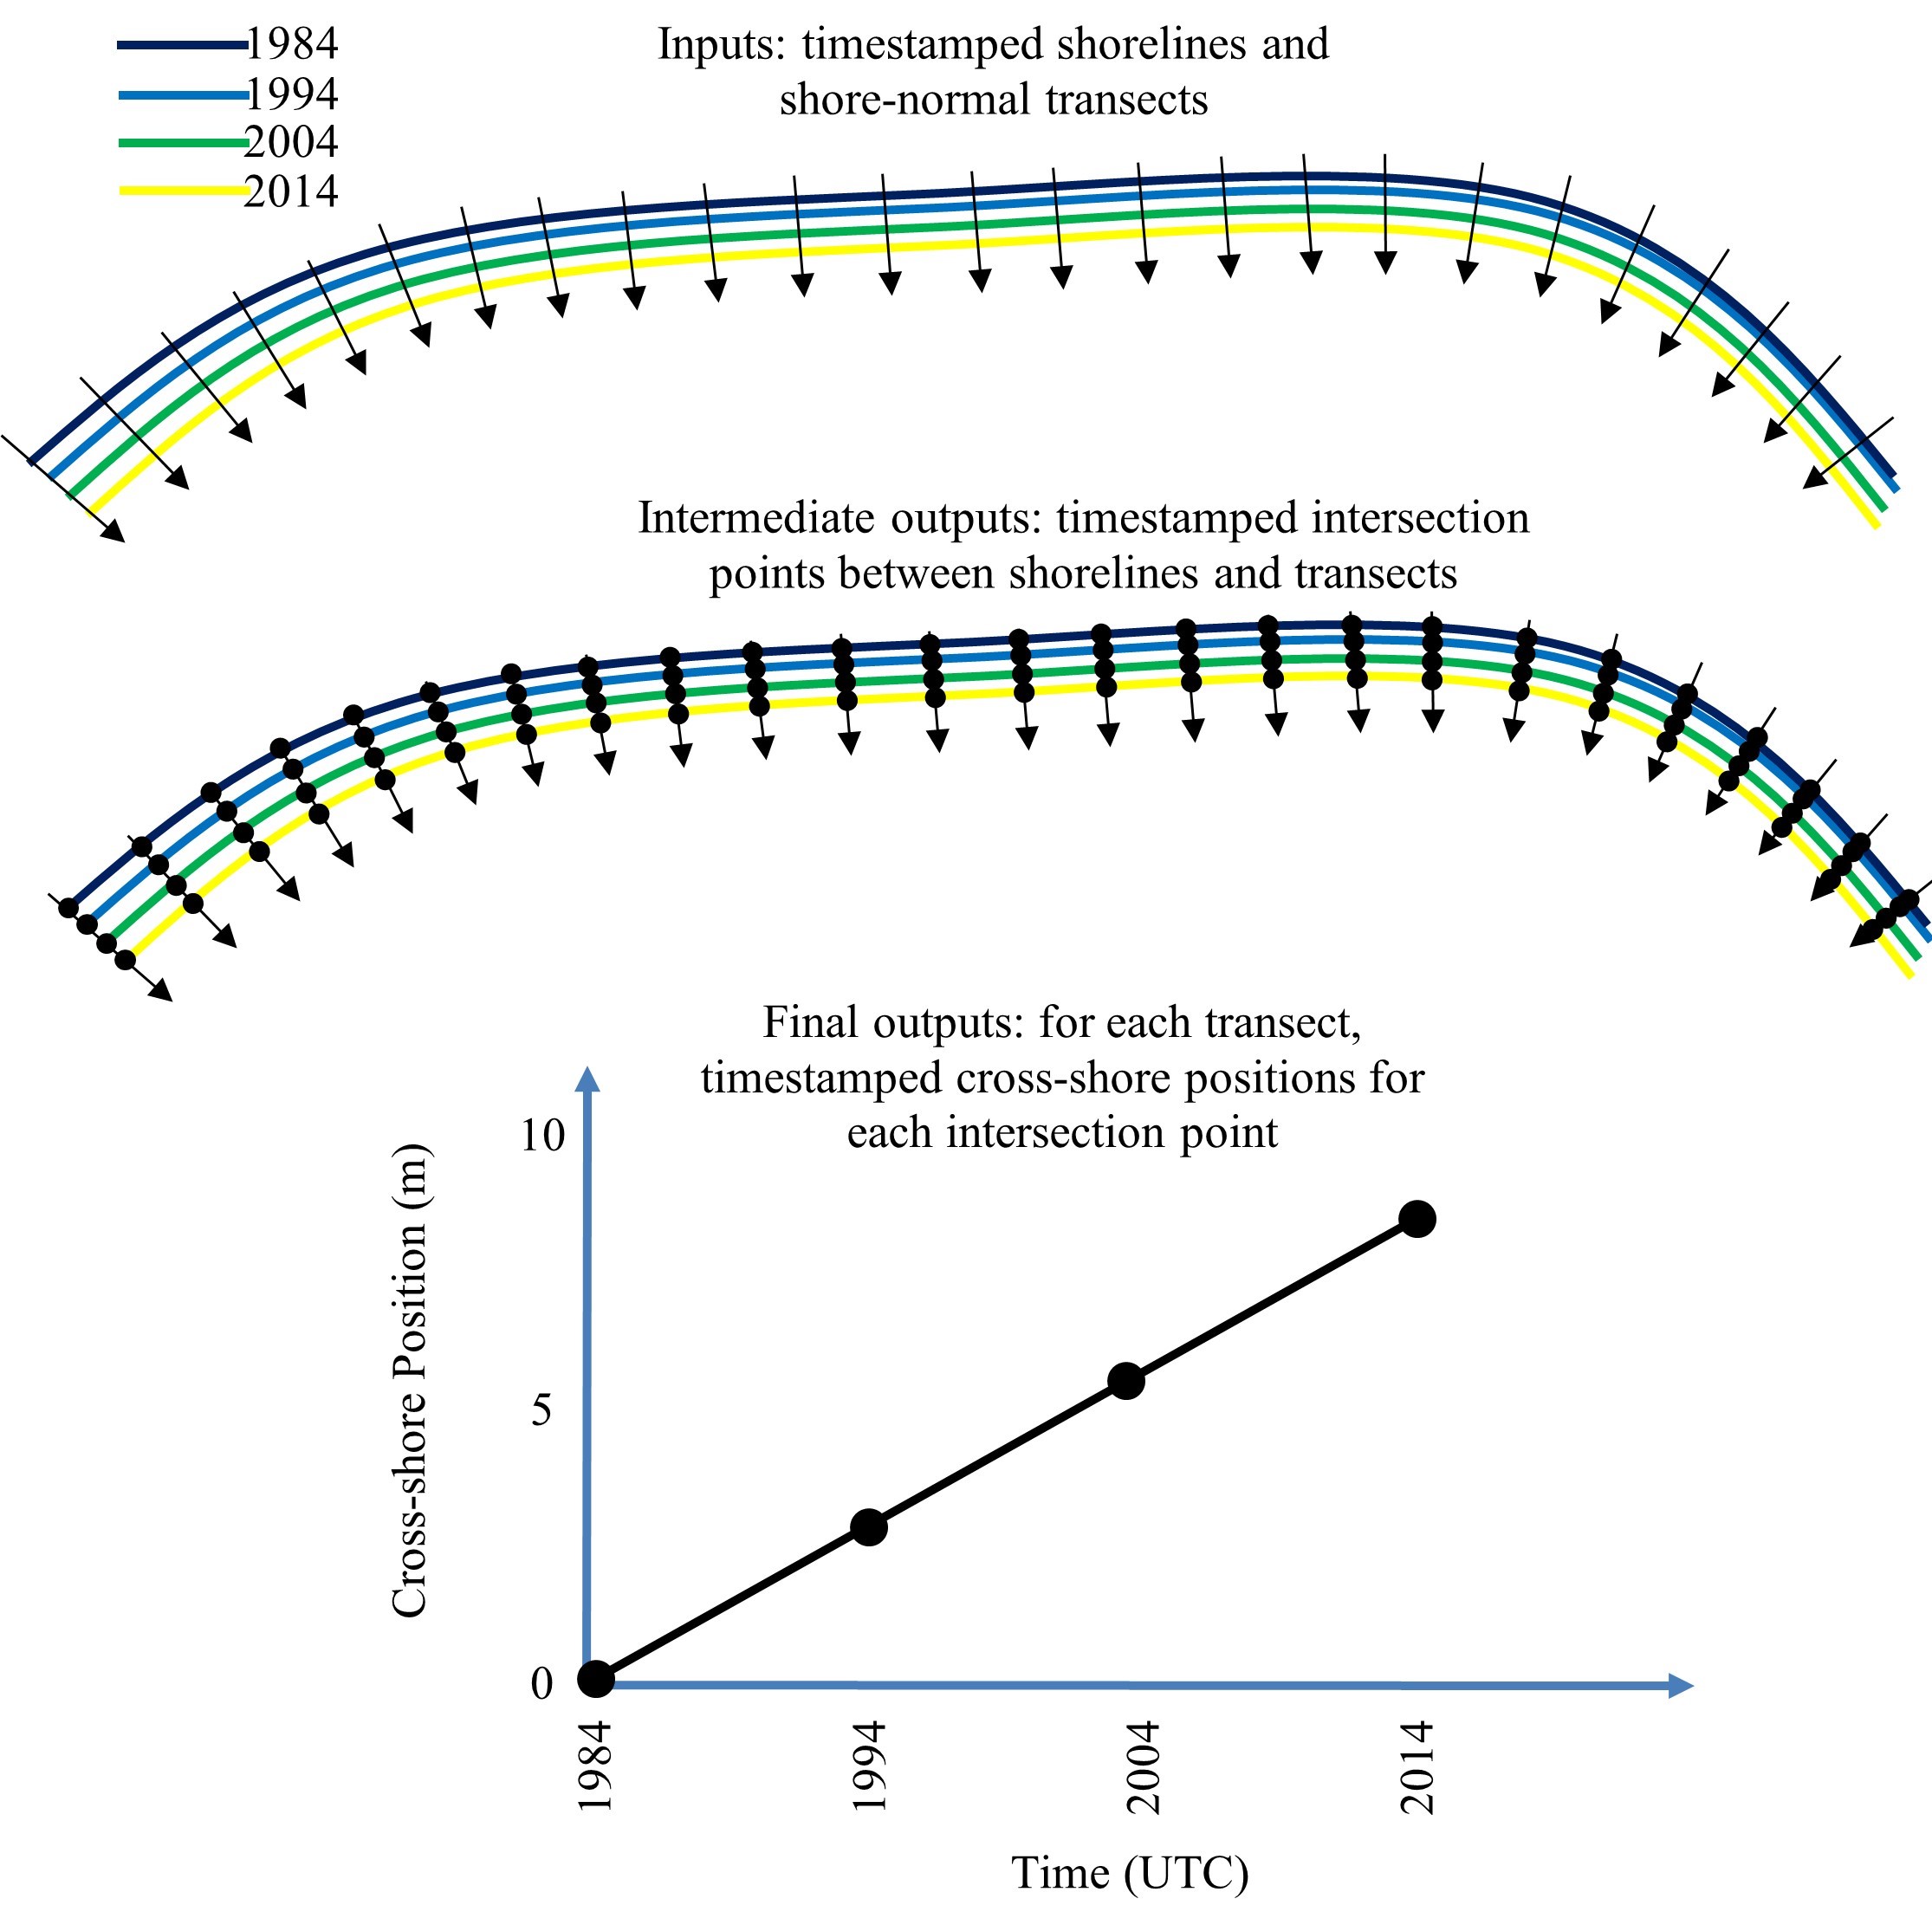 1984
1994
2004
2014
Inputs: timestamped shorelines and
shore-normal transects
Intermediate outputs: timestamped intersection
points between shorelines and transects
Final outputs: for each transect,
timestamped cross-shore positions for
each intersection point
Cross-shore Position (m)
10
5
0
1984
1994
2004
2014
Time (UTC)